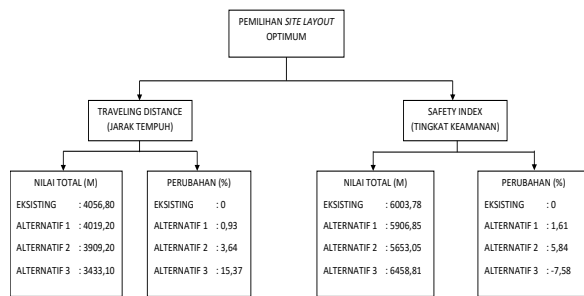 PEMILIHAN SITE LAYOUT
OPTIMUM
TRAVELING DISTANCE
(JARAK TEMPUH)
SAFETY INDEX
(TINGKAT KEAMANAN)
NILAI TOTAL (M)
EKSISTING : 4056,80
ALTERNATIF 1 : 4019,20
ALTERNATIF 2 : 3909,20
ALTERNATIF 3 : 3433,10
PERUBAHAN (%)
EKSISTING : 0
ALTERNATIF 1 : 0,93
ALTERNATIF 2 : 3,64
ALTERNATIF 3 : 15,37
NILAI TOTAL (M)
EKSISTING : 6003,78
ALTERNATIF 1 : 5906,85
ALTERNATIF 2 : 5653,05
ALTERNATIF 3 : 6458,81
PERUBAHAN (%)
EKSISTING : 0
ALTERNATIF 1 : 1,61
ALTERNATIF 2 : 5,84
ALTERNATIF 3 : -7,58